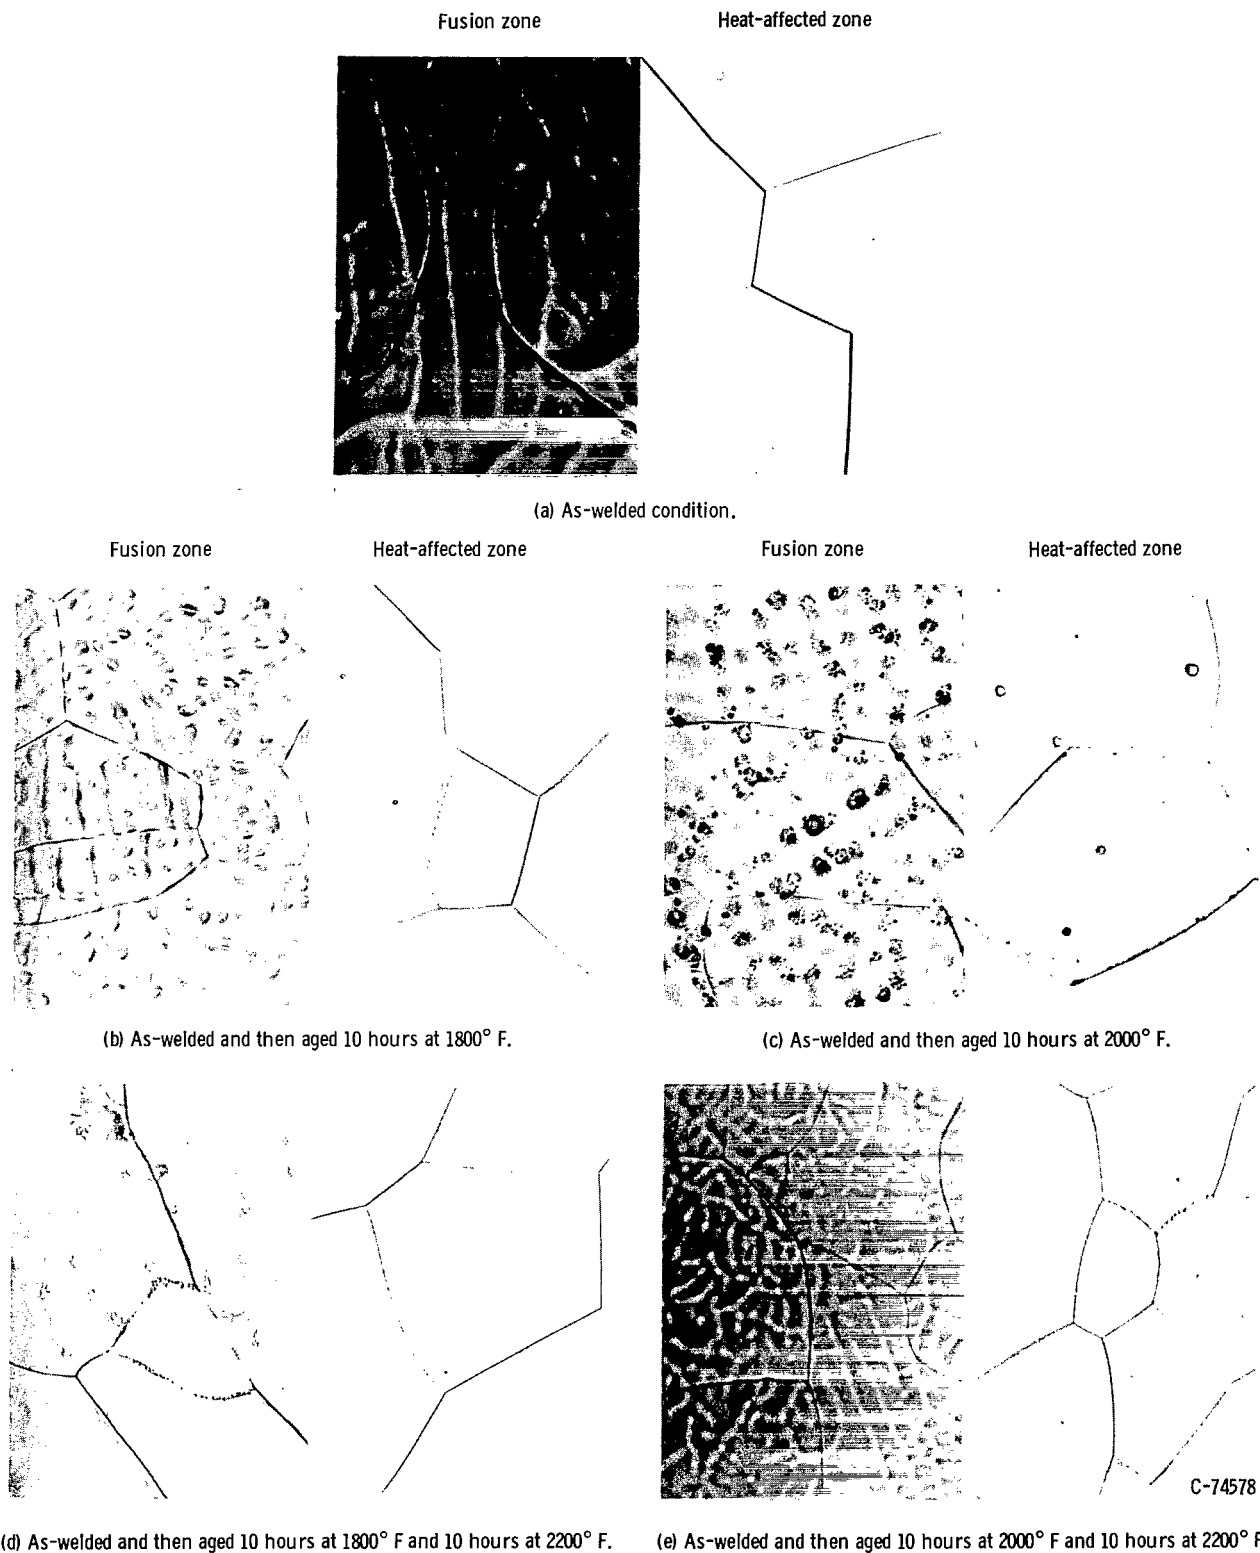 Fusion zone Heat-affected zone
(a) As-welded condition.
Fusion zone Heat-affected zone Fusion zone Heat-affected zone
(b) As-welded and then aged 10 hours at 1800° F. (c) As-welded and then aged 10 hours at 2000° F.
C-74578
(d) As-welded and then aged 10 hours at 1800° F and 10 hours at 2200° F. (e) As-welded and then aged 10 hours at 2000° F and 10 hours at 2200° F